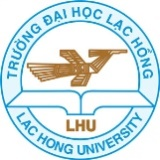 TRƯỜNG ĐẠI HỌC LẠC HỒNG
LHU
LAC HONG UNIVERSITY